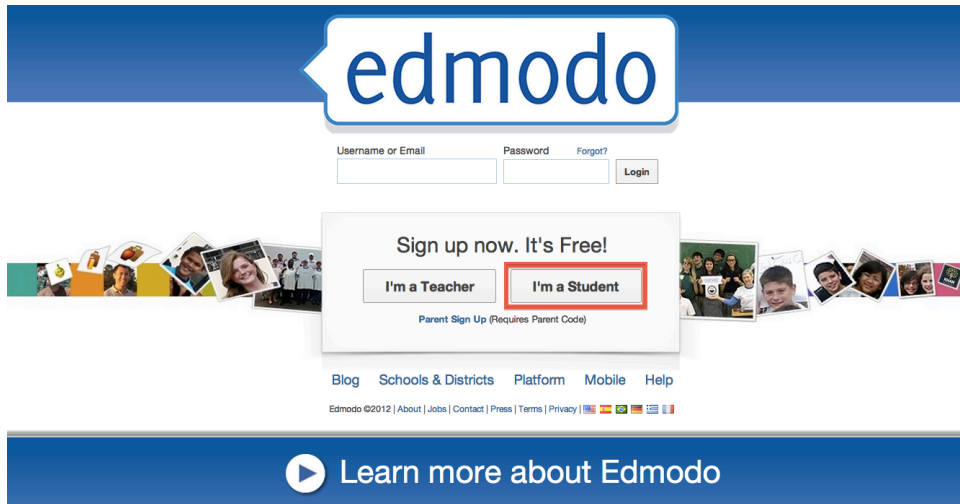 edmodo
Username or Email Password Forgot?
Login
Sign up now. It's Free!
I'm a Teacher I'm a Student
Parent Sign Up (Requires Parent Code)
Blog Schools & Districts Platform Mobile Help
Edmodo ©2012 | About | Jobs | Contact | Press | Terms | Privacy |
Learn more about Edmodo